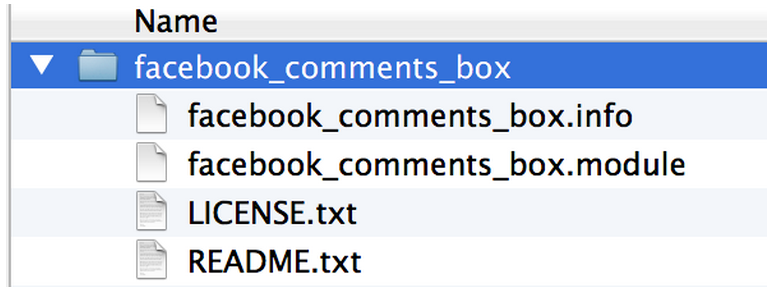 Name
facebook_comments_box
facebook_comments_box.info
facebook_comments_box.module
LICENSE.txt
README.txt